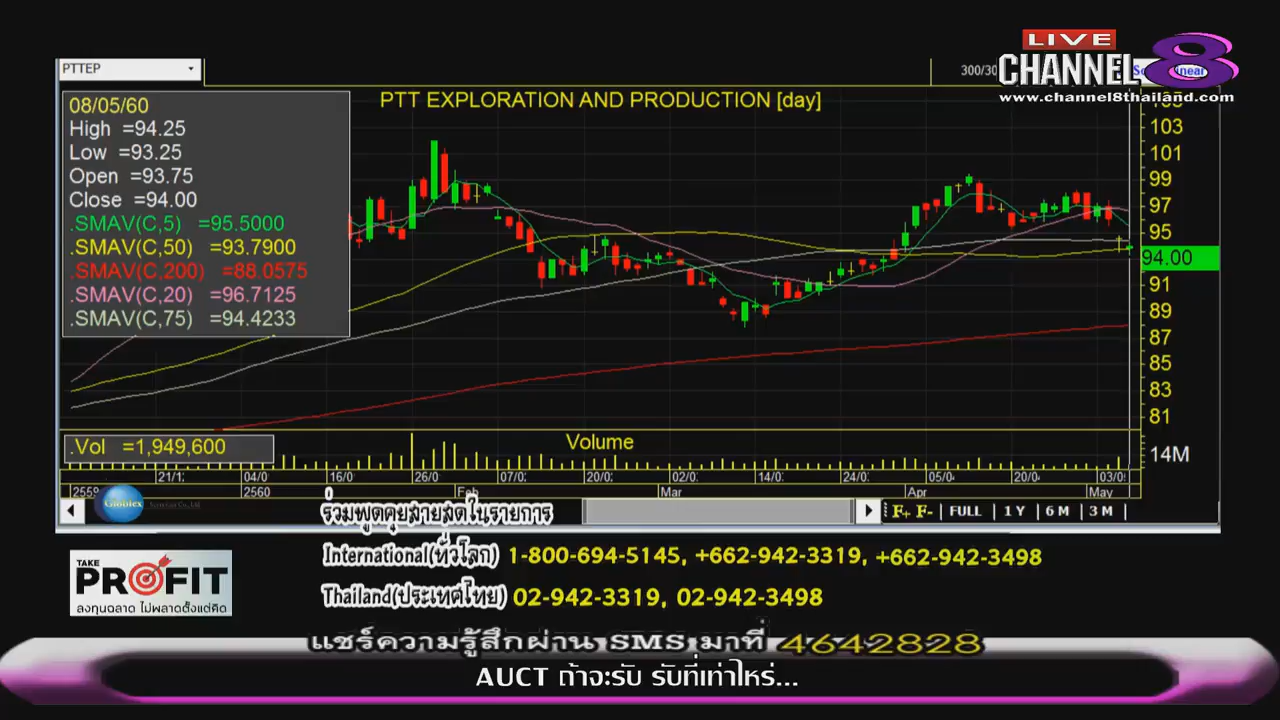 LIVE
CHANNEL 8
www.channel8thailand.com
PTTEP
300/30
PTT EXPLORATION AND PRODUCTION [day]
08/05/60
High =94.25
Low =93.25
Open =93.75
Close =94.00
.SMAV(C,5) =95.5000
.SMAV(C,50) =93.7900
.SMAV(C,200) =88.0575
.SMAV(C,20) =96.7125
.SMAV(C,75) =94.4233
103
101
99
97
95
94.00
91
89
87
85
83
81
.Vol =1,949,600
Volume
14M
21/1: 04/0 16/0 26/0 07/0: 20/0: 02/0 14/0: 24/0: 05/0 20/0 03/0
2559 2560 Feb Mar Apr May
Globlex
F+ F- FULL 1 Y 6 M 3 M
ร่วมพูดคุยสายสดในรายการ
International(ทั่วโลก) 1-800-694-5145, +662-942-3319, +662-942-3498
Thailand(ประเทศไทย) 02-942-3319, 02-942-3498
TAKE
PROFIT
ลงทุนฉลาด ไม่พลาดตั้งแต่คิด
แชร์ความรู้สึกผ่าน SMS มาที่ 4642828
AUCT ถ้าจะรับ รับที่เท่าไหร่...